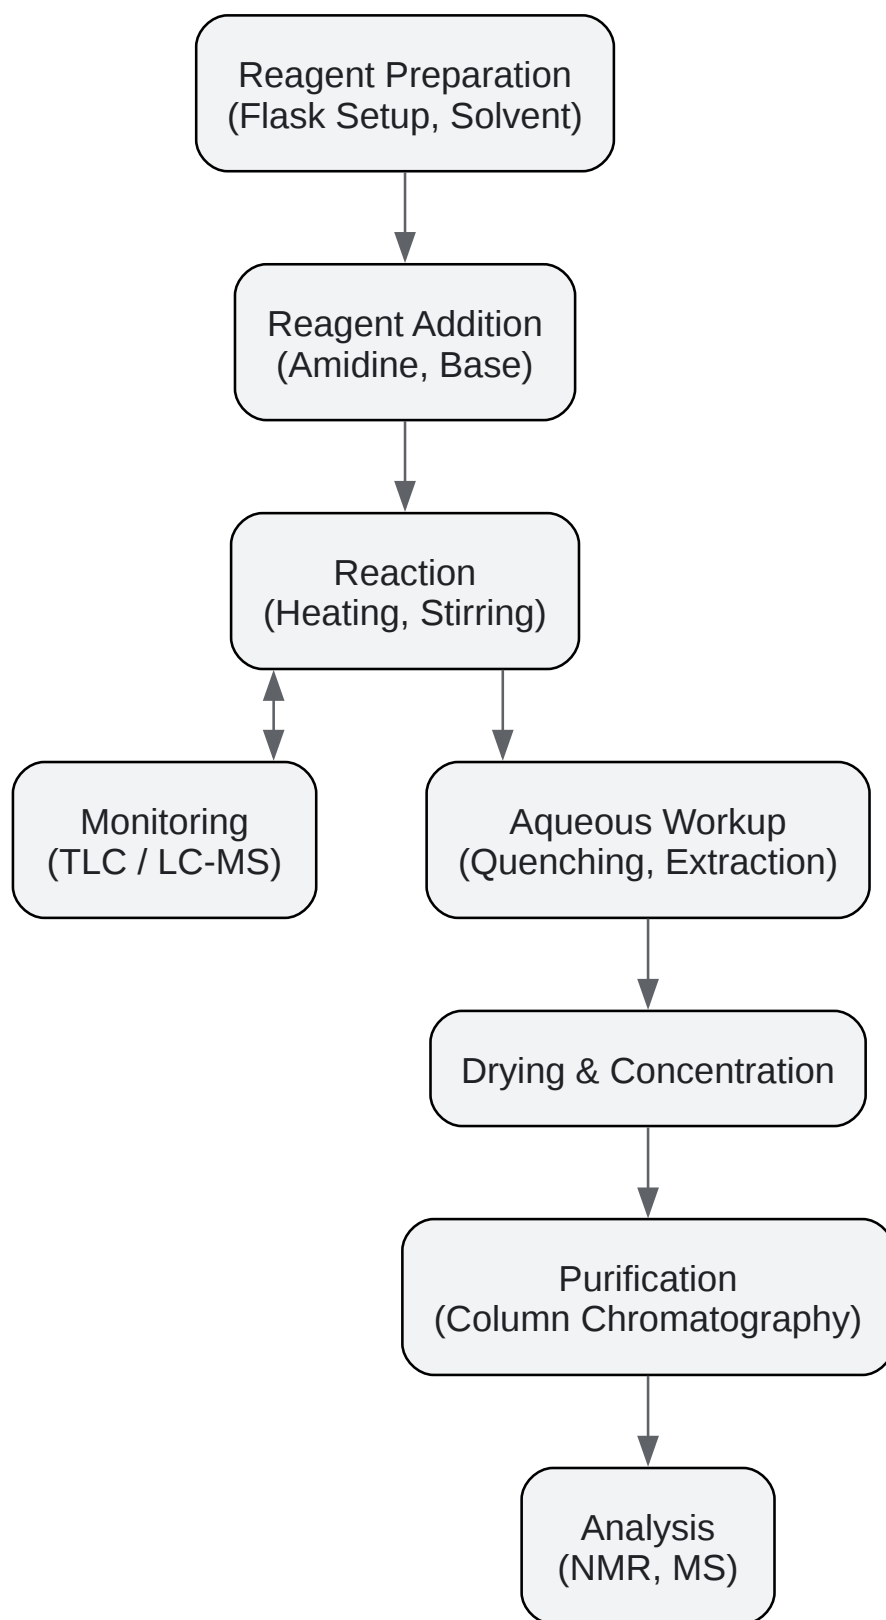 Reagent Preparation
(Flask Setup, Solvent)
Reagent Addition
(Amidine, Base)
Reaction
(Heating, Stirring)
Monitoring
(TLC / LC-MS)
Aqueous Workup
(Quenching, Extraction)
Drying & Concentration
Purification
(Column Chromatography)
Analysis
(NMR, MS)